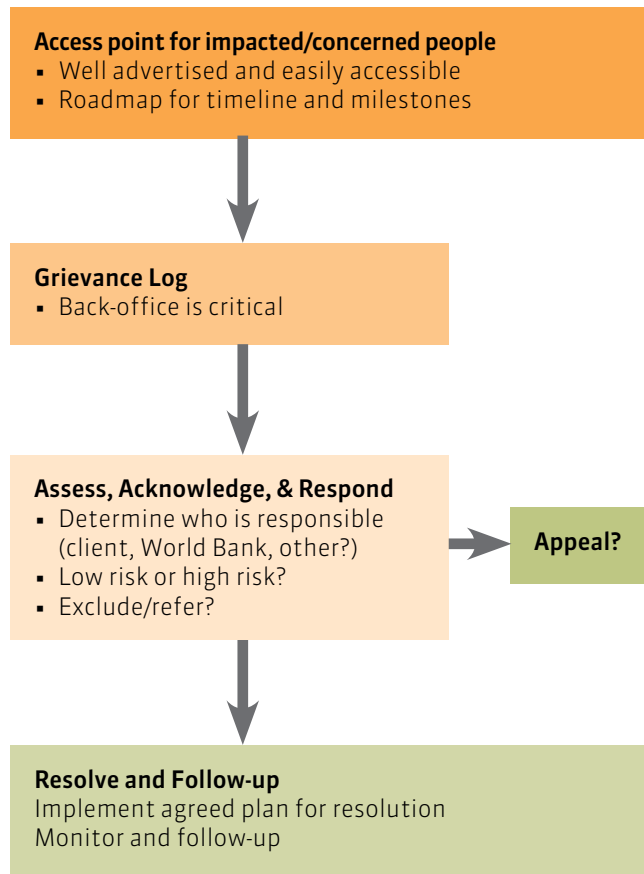 Access point for impacted/concerned people
▪ Well advertised and easily accessible
▪ Roadmap for timeline and milestones
Grievance Log
▪ Back-office is critical
Assess, Acknowledge, & Respond
▪ Determine who is responsible
(client, World Bank, other?)
▪ Low risk or high risk?
▪ Exclude/refer?
Appeal?
Resolve and Follow-up
Implement agreed plan for resolution
Monitor and follow-up